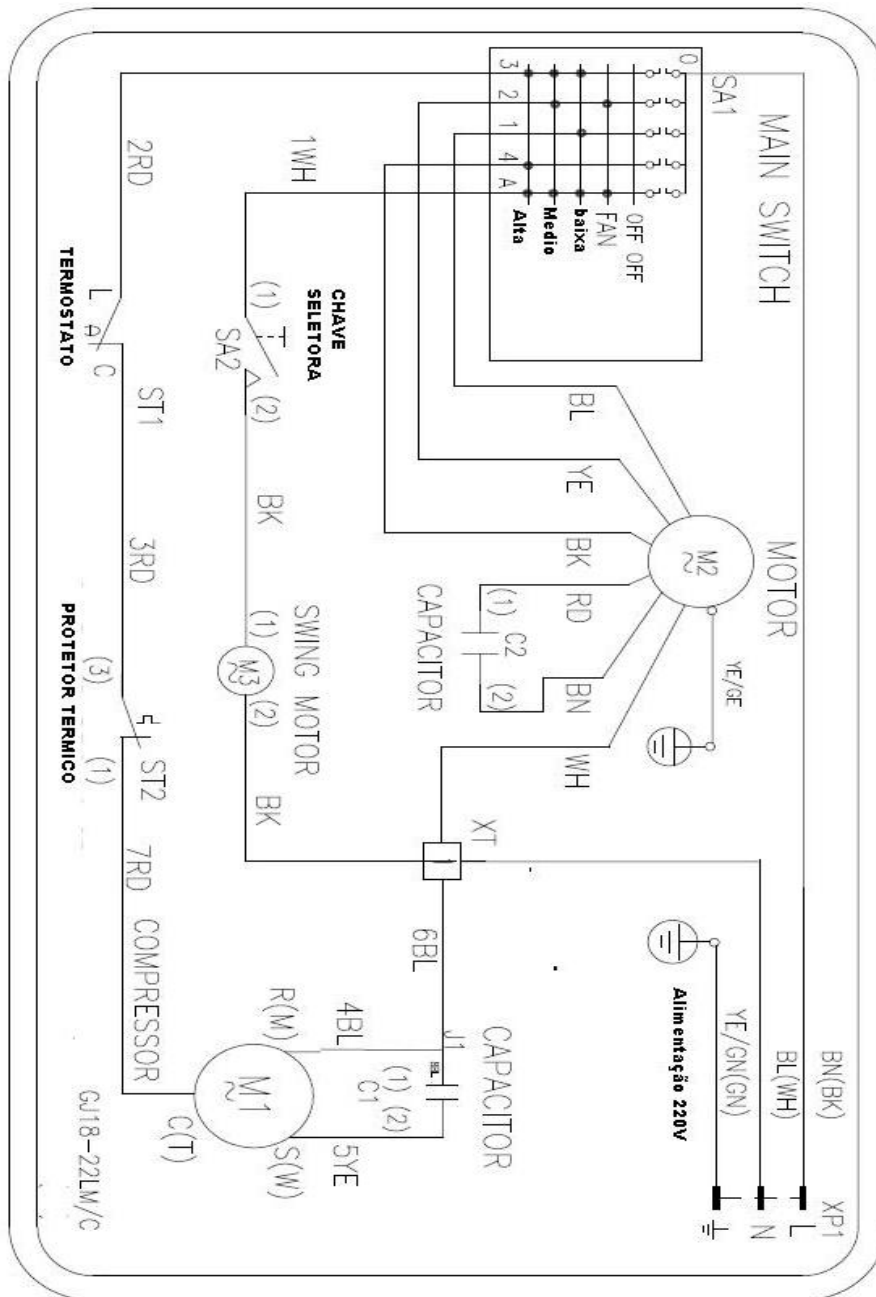 MAIN SWITCH
SA1
0
3
2
1
4
A
OFF OFF
FAN
baixa
Medio
Alta
MOTOR
M2
~
YE/GE
BL
YE
BK
RD
BN
WH
CAPACITOR
(1) C2 (2)
XT
1
Alimentação 220V
BN(BK)
BL(WH)
YE/GN(GN)
XP1
L
N
1WH
CHAVE
SELETORA
(1)
SA2
(2)
BK
SWING MOTOR
(1)
M3
~
(2)
BK
6BL
CAPACITOR
J1
(1) (2)
C1
4BL
5YE
R(M)
S(W)
M1
~
C(T)
2RD
TERMOSTATO
L
C
ST1
3RD
PROTETOR TERMICO
(3)
(1)
ST2
7RD
COMPRESSOR
GJ18-22LM/C